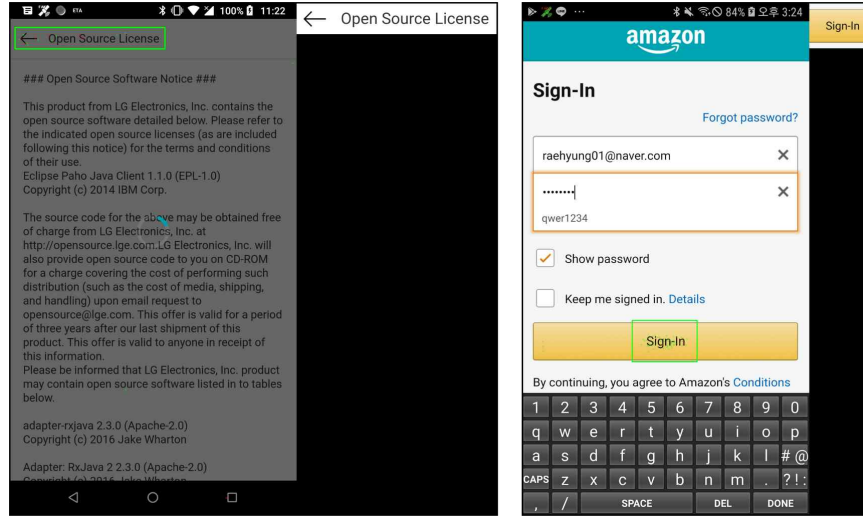 ETA
100%
11:22
Open Source License
### Open Source Software Notice ###
This product from LG Electronics, Inc. contains the
open source software detailed below. Please refer to
the indicated open source licenses (as are included
following this notice) for the terms and conditions
of their use.
Eclipse Paho Java Client 1.1.0 (EPL-1.0)
Copyright (c) 2014 IBM Corp.
The source code for the above may be obtained free
of charge from LG Electronics, Inc. at
http://opensource.lge.com.LG Electronics, Inc. will
also provide open source code to you on CD-ROM
for a charge covering the cost of performing such
distribution (such as the cost of media, shipping,
and handling) upon email request to
opensource@lge.com. This offer is valid for a period
of three years after our last shipment of this
product. This offer is valid to anyone in receipt of
this information.
Please be informed that LG Electronics, Inc. product
may contain open source software listed in to tables
below.
adapter-rxjava 2.3.0 (Apache-2.0)
Copyright (c) 2016 Jake Wharton
Adapter: RxJava 2 2.3.0 (Apache-2.0)
Copyright (c) 2016 Jake Wharton
Open Source License
84% 오후 3:24
amazon
Sign-In
Forgot password?
raehyung01@naver.com
••••••••
qwer1234
Show password
Keep me signed in. Details
Sign-In
By continuing, you agree to Amazon's Conditions
1 2 3 4 5 6 7 8 9 0
q w e r t y u i o p
a s d f g h j k l # @
CAPS z x c v b n m . ? ! :
, / SPACE DEL DONE
Sign-In